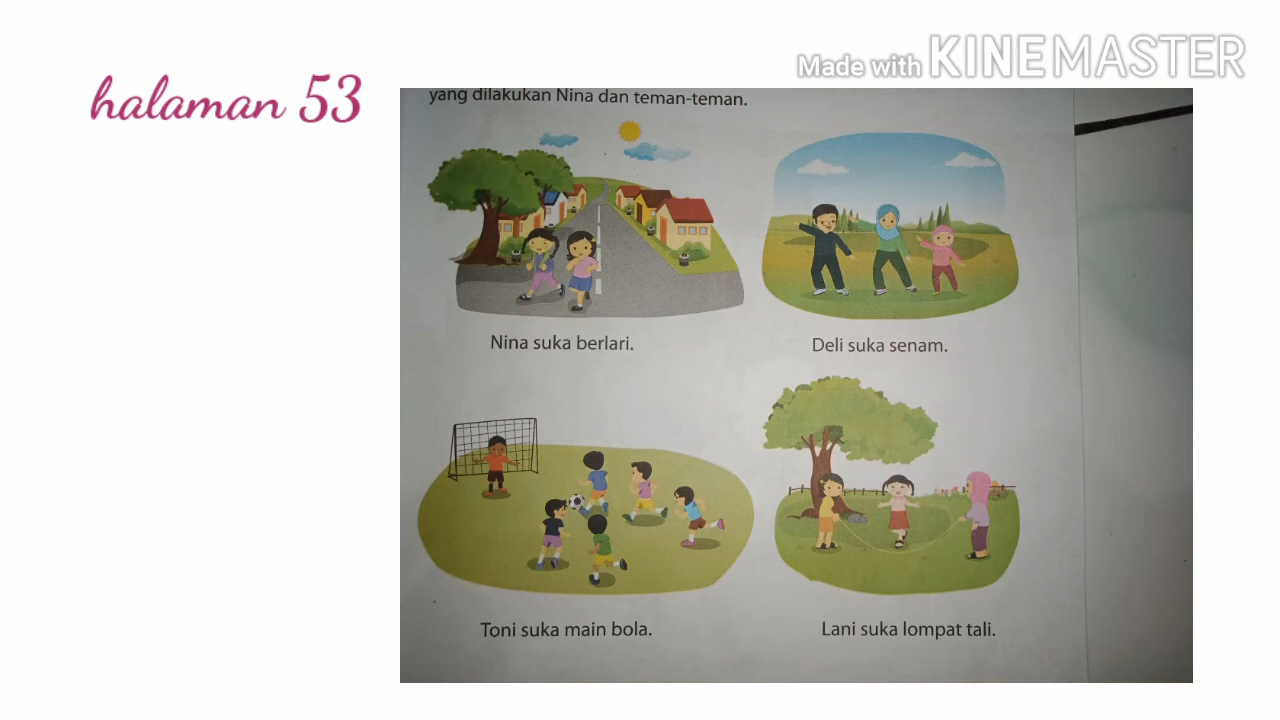 Made with KINEMASTER
halaman 53
yang dilakukan Nina dan teman-teman.
Nina suka berlari.
Deli suka senam.
Toni suka main bola.
Lani suka lompat tali.